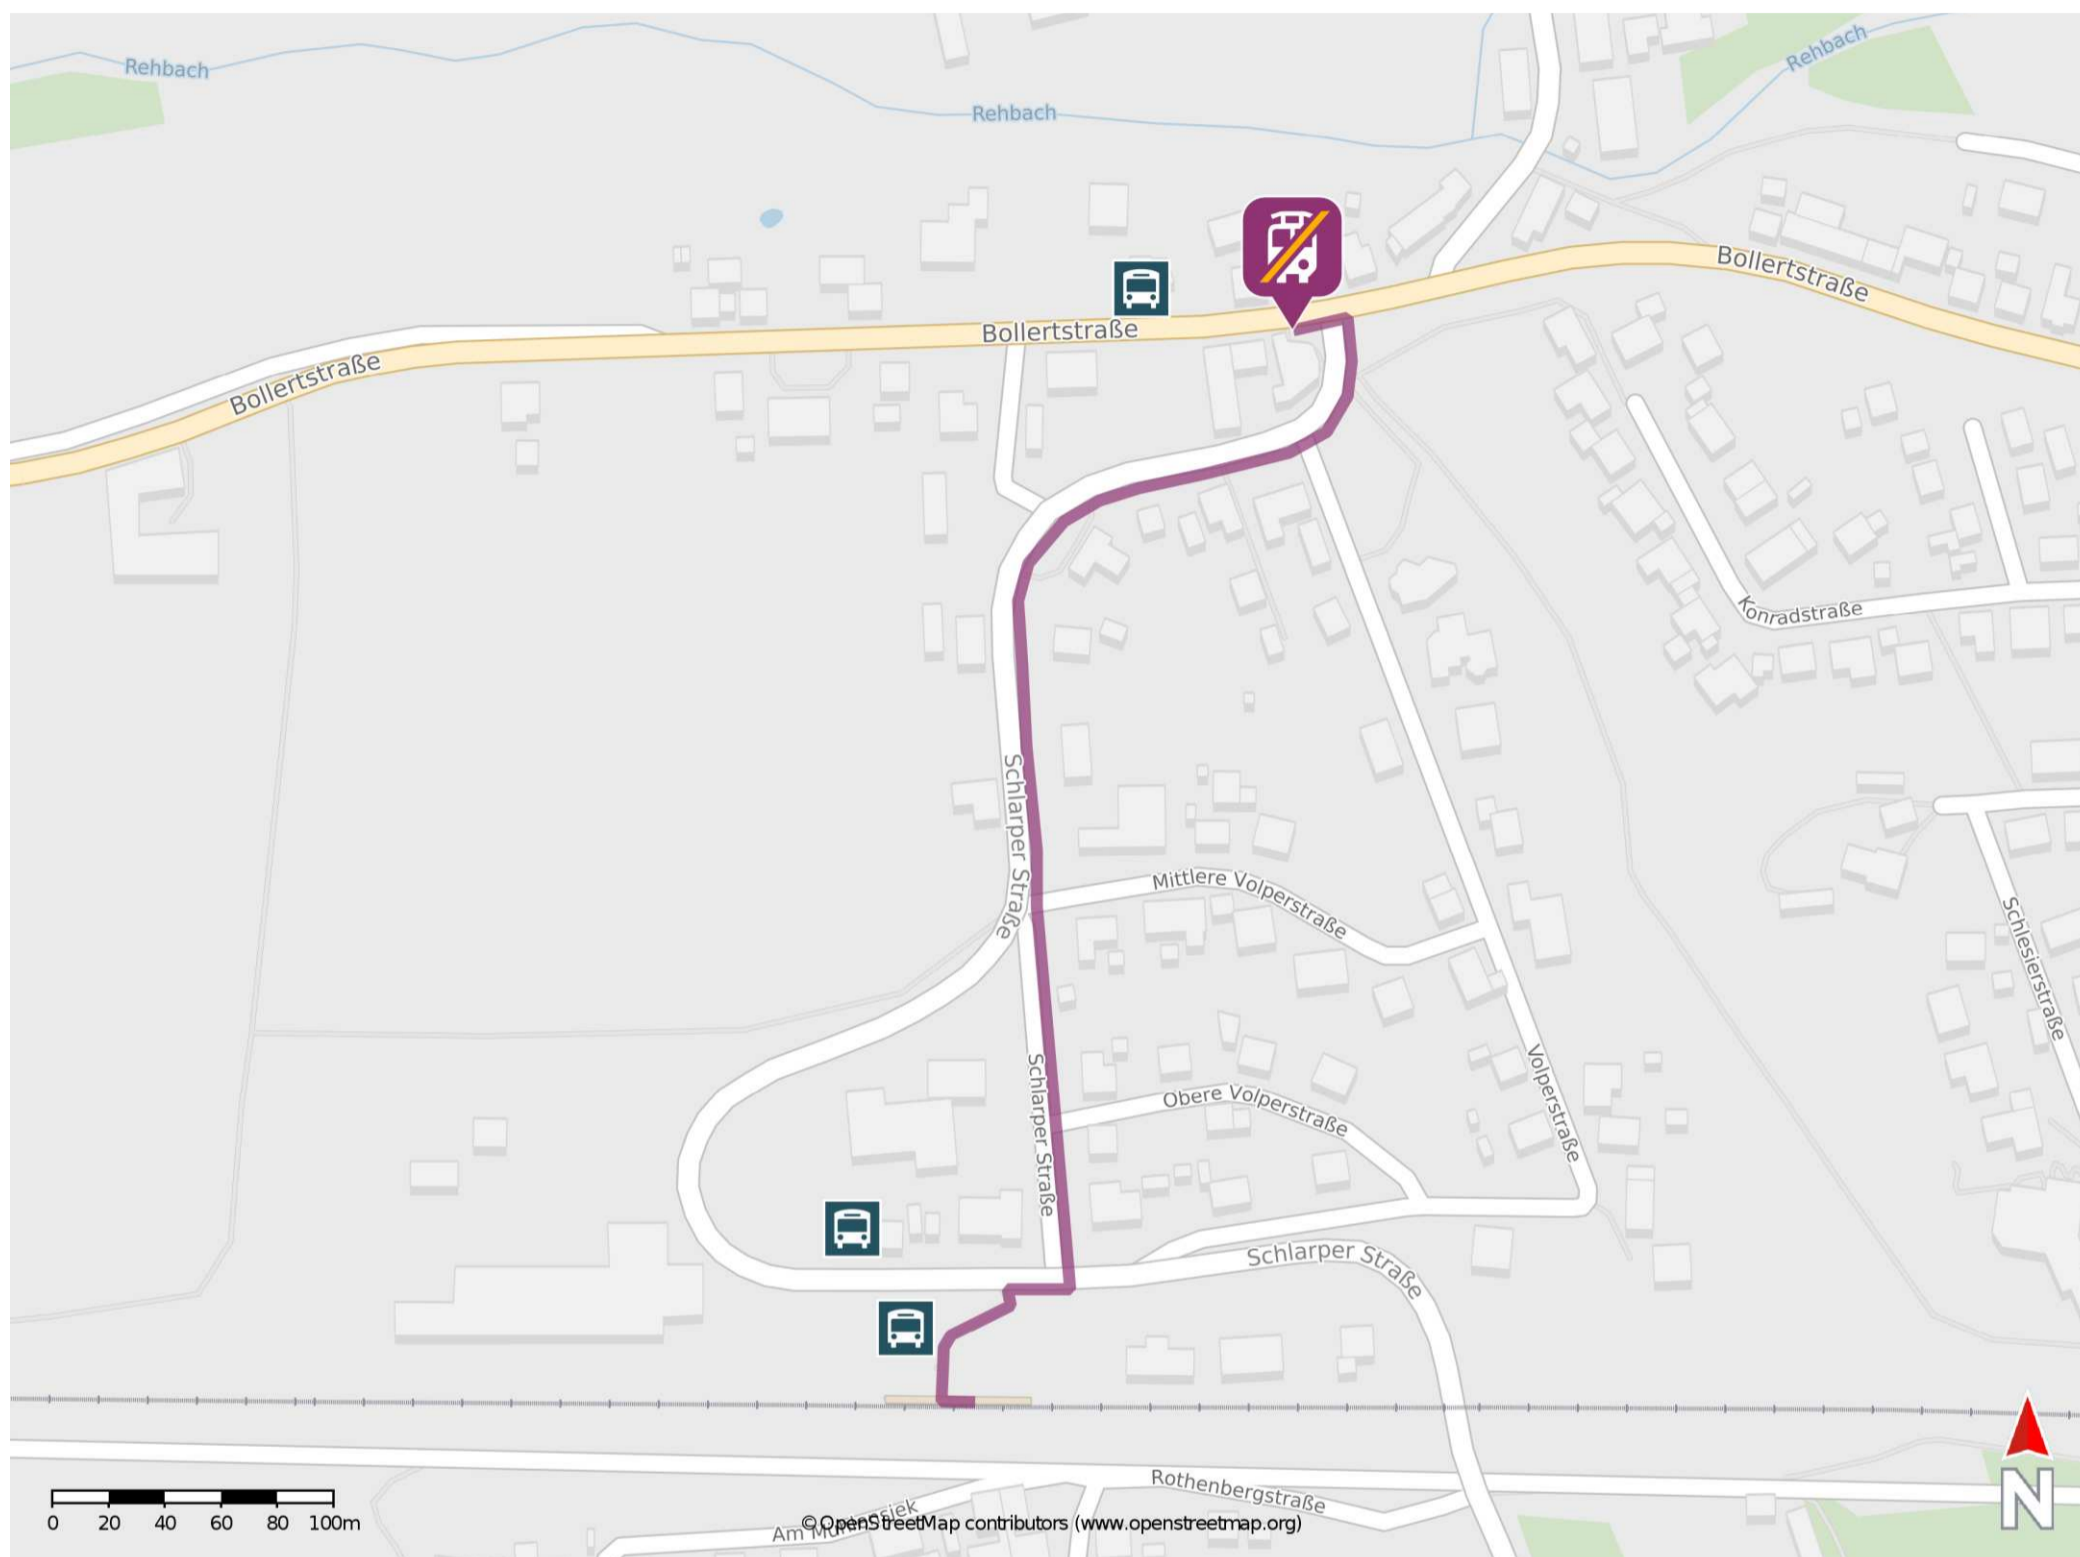 Rehbach
Rehbach
Rehbach
Bollertstraße
Bollertstraße
Bollertstraße
Konradstraße
Schlarper Straße
Mittlere Volperstraße
Schlesierstraße
Schlarper Straße
Obere Volperstraße
Volperstraße
Schlarper Straße
Rothenbergstraße
0 20 40 60 80 100m
Am
©OpenStreetMap contributors (www.openstreetmap.org)
N